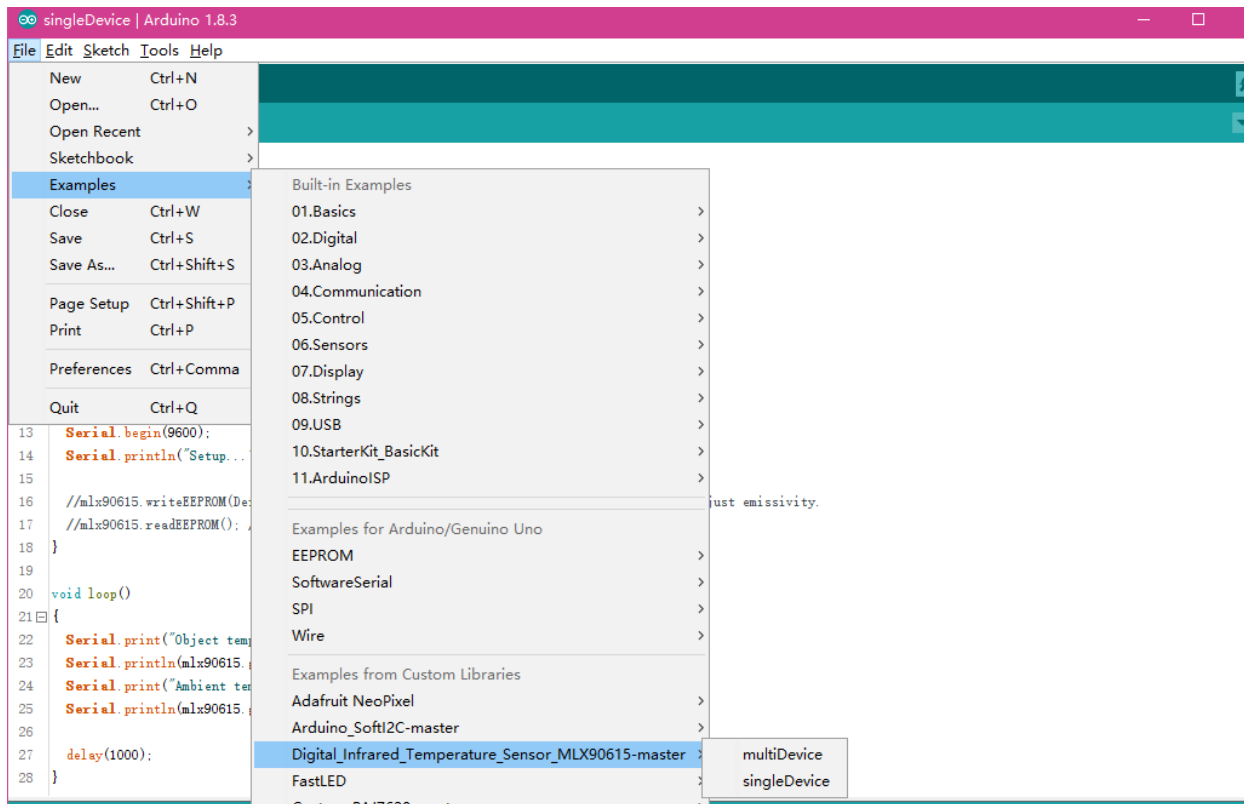 singleDevice | Arduino 1.8.3
File Edit Sketch Tools Help
New Ctrl+N
Open... Ctrl+O
Open Recent
Sketchbook
Examples
Close Ctrl+W
Save Ctrl+S
Save As... Ctrl+Shift+S
Page Setup Ctrl+Shift+P
Print Ctrl+P
Preferences Ctrl+Comma
Quit Ctrl+Q
Built-in Examples
01.Basics
02.Digital
03.Analog
04.Communication
05.Control
06.Sensors
07.Display
08.Strings
09.USB
10.StarterKit_BasicKit
11.ArduinoISP
Examples for Arduino/Genuino Uno
EEPROM
SoftwareSerial
SPI
Wire
Examples from Custom Libraries
Adafruit NeoPixel
Arduino_SoftI2C-master
Digital_Infrared_Temperature_Sensor_MLX90615-master
FastLED
multiDevice
singleDevice
13 Serial.begin(9600);
14 Serial.println("Setup...
15
16 //mlx90615.writeEEPROM(De just emissivity.
17 //mlx90615.readEEPROM(); /
18 }
19
20 void loop()
21 {
22 Serial.print("Object tem
23 Serial.println(mlx90615.
24 Serial.print("Ambient te
25 Serial.println(mlx90615.
26
27 delay(1000);
28 }